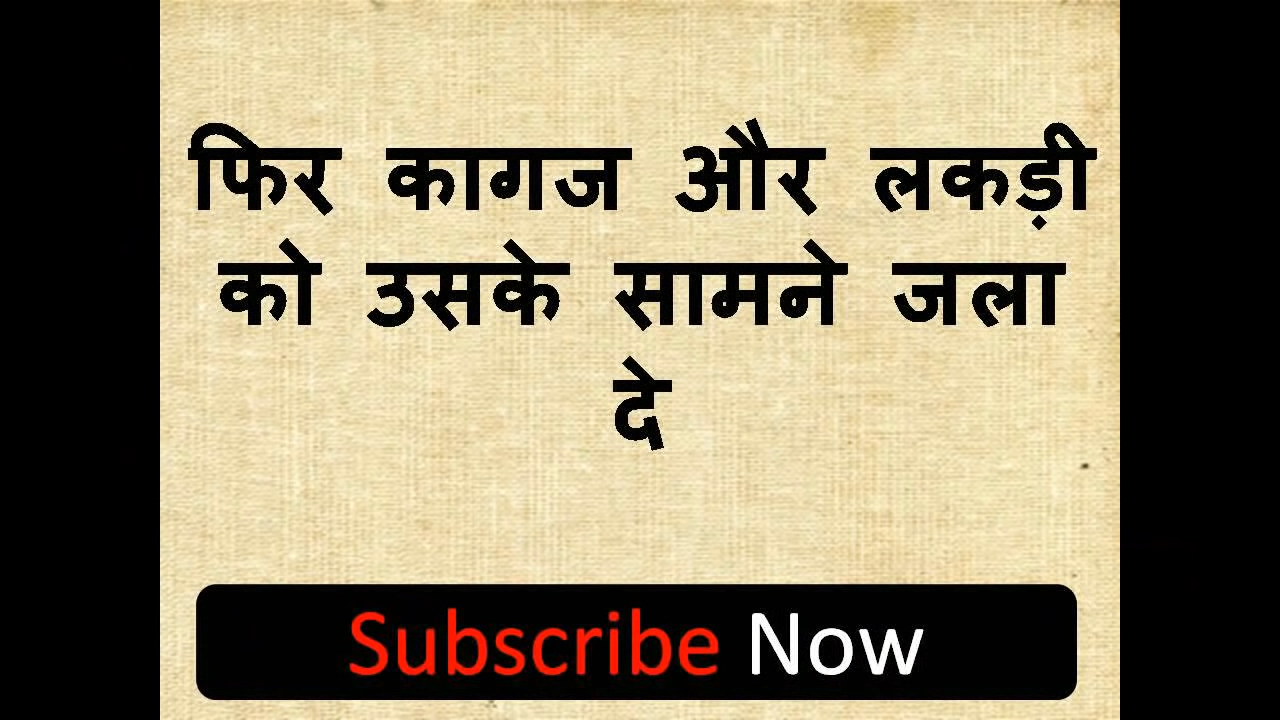 फिर कागज और लकड़ी
को उसके सामने जला
दे
Subscribe Now